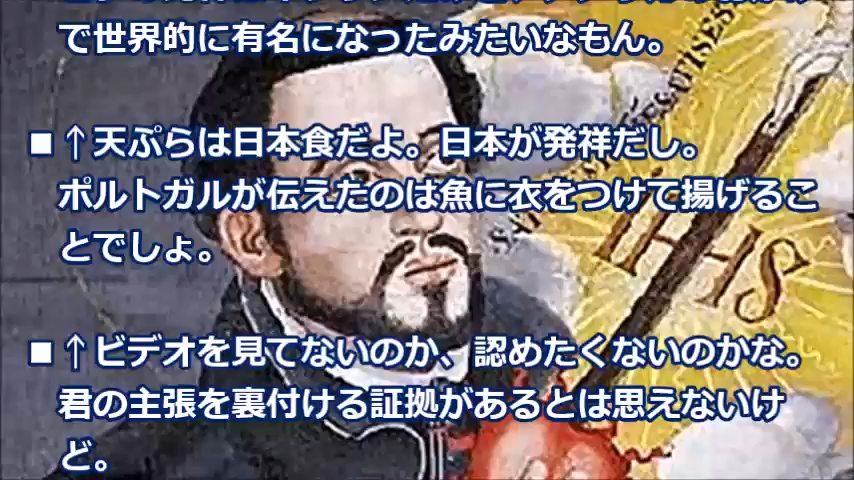 で世界的に有名になったみたいなもん。
■↑天ぷらは日本食だよ。日本が発祥だし。
ポルトガルが伝えたのは魚に衣をつけて揚げるこ
とでしょ。
■↑ビデオを見てないのか、認めたくないのかな。
君の主張を裏付ける証拠があるとは思えないけ
ど。
IHS